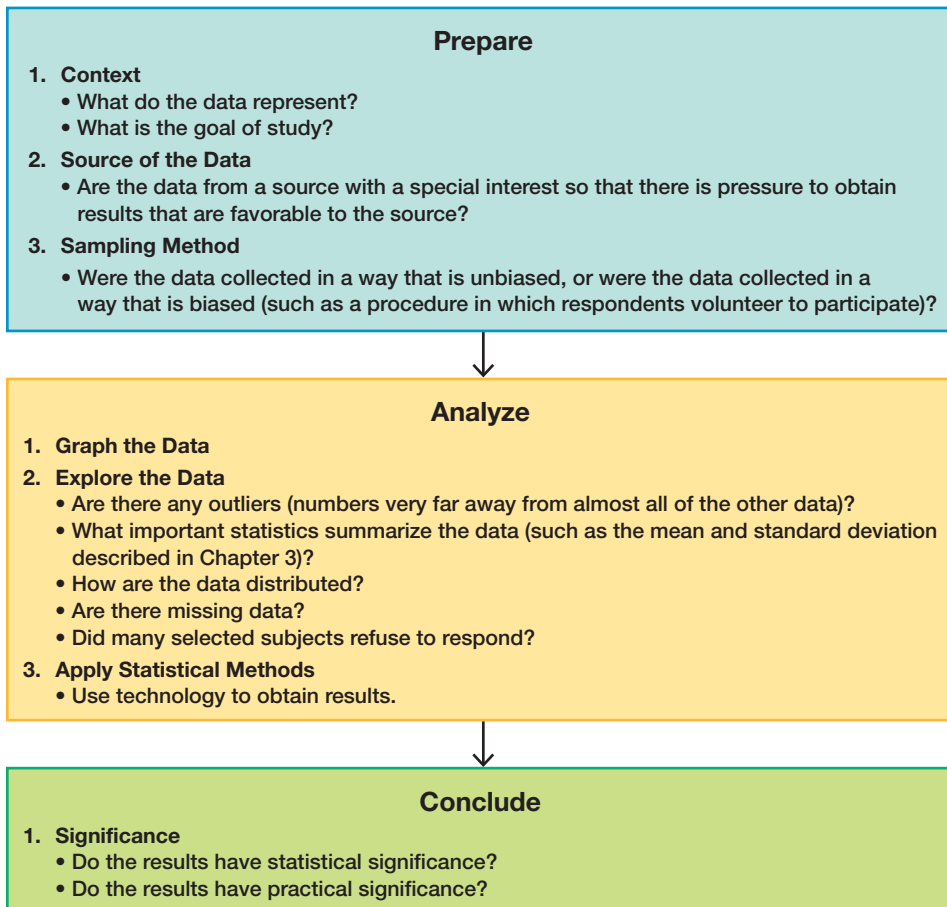 Prepare
1. Context
• What do the data represent?
• What is the goal of study?
2. Source of the Data
• Are the data from a source with a special interest so that there is pressure to obtain
results that are favorable to the source?
3. Sampling Method
• Were the data collected in a way that is unbiased, or were the data collected in a
way that is biased (such as a procedure in which respondents volunteer to participate)?
Analyze
1. Graph the Data
2. Explore the Data
• Are there any outliers (numbers very far away from almost all of the other data)?
• What important statistics summarize the data (such as the mean and standard deviation
described in Chapter 3)?
• How are the data distributed?
• Are there missing data?
• Did many selected subjects refuse to respond?
3. Apply Statistical Methods
• Use technology to obtain results.
Conclude
1. Significance
• Do the results have statistical significance?
• Do the results have practical significance?